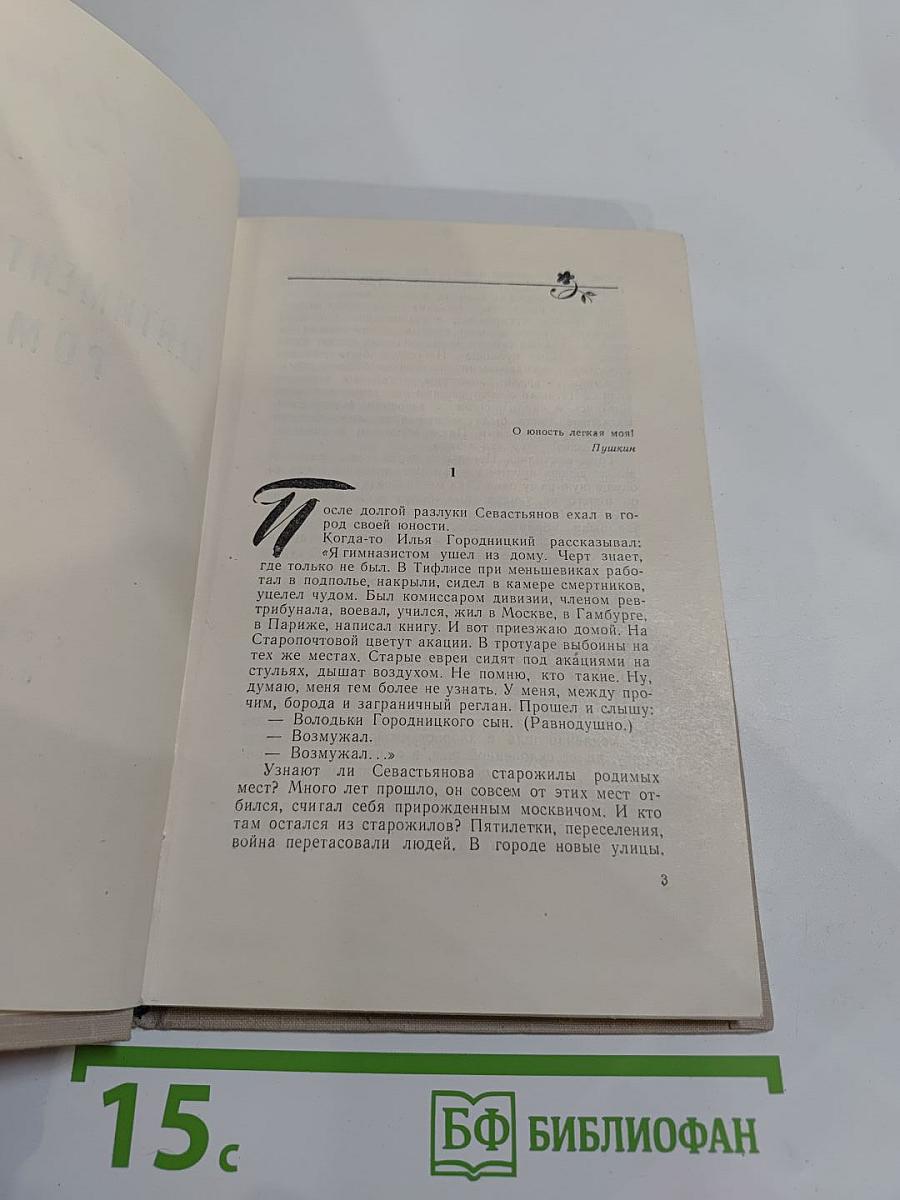 О юность легкая моя!
Пушкин
1
После долгой разлуки Севастьянов ехал в го-
род своей юности.
Когда-то Илья Городницкий рассказывал:
«Я гимназистом ушел из дому. Черт знает,
где только не был. В Тифлисе при меньшевиках рабо-
тал в подполье, накрыли, сидел в камере смертников,
уцелел чудом. Был комиссаром дивизии, членом рев-
трибунала, воевал, учился, жил в Москве, в Гамбурге,
в Париже, написал книгу. И вот приезжаю домой. На
Старопочтовой цветут акации. В тротуаре выбоины на
тех же местах. Старые евреи сидят под ака́циями на
стульях, дышат воздухом. Не помню, кто такие. Ну,
думаю, меня тем более не узнать. У меня, между про-
чим, борода и заграничный реглан. Прошел и слышу:
— Володьки Городницкого сын. (Равнодушно.)
— Возмужал.
— Возмужал...»
Узнают ли Севастьянова старожилы родимых
мест? Много лет прошло, он совсем от этих мест от-
бился, считал себя прирожденным москвичом. И кто
там остался из старожилов? Пятилетки, переселения,
война перетасовали людей. В городе новые улицы,
3
15 с
БФ БИБЛИОФАН